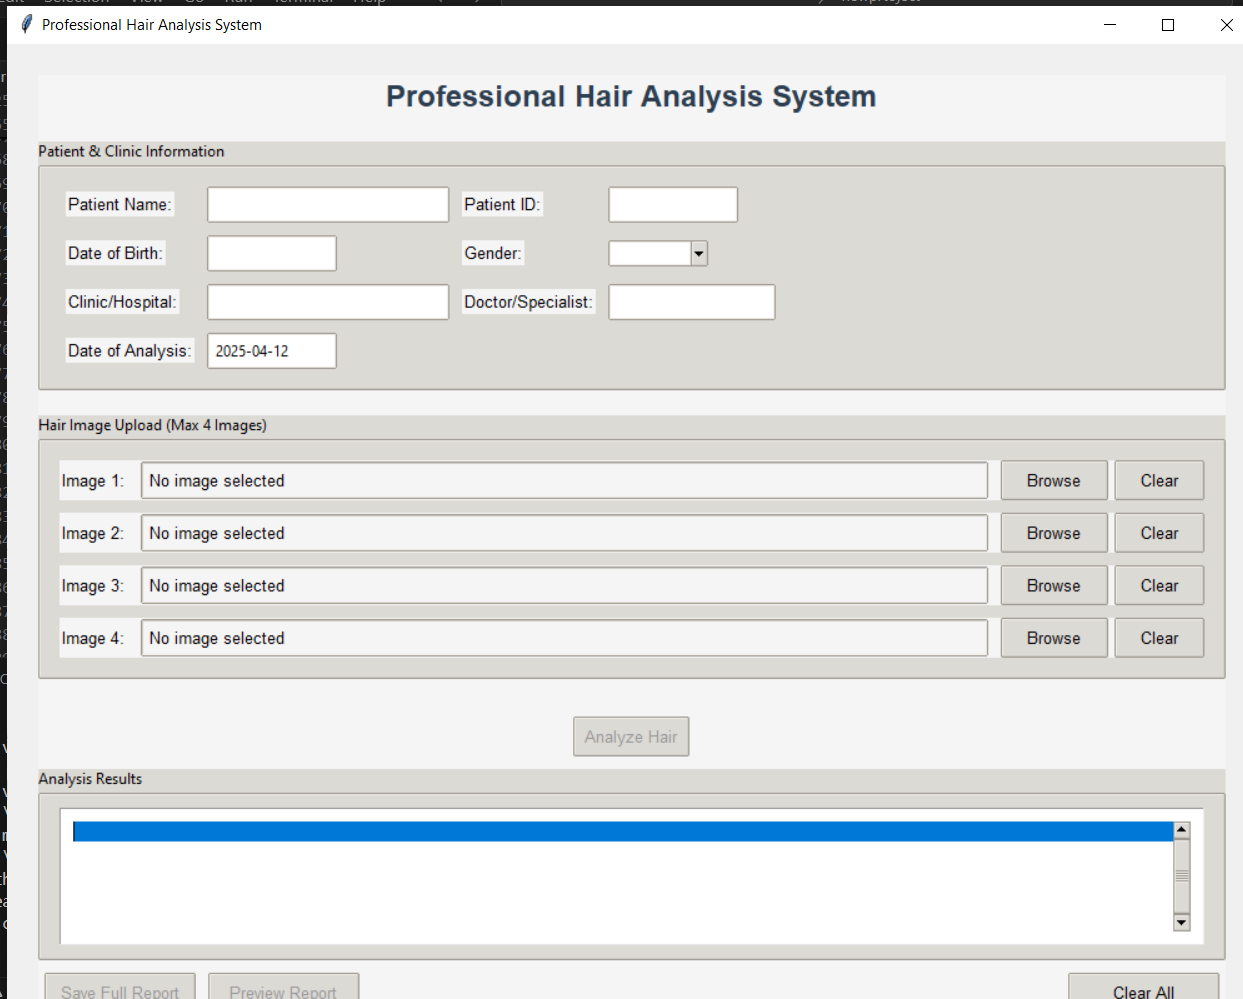 Professional Hair Analysis System
Professional Hair Analysis System
Patient & Clinic Information
Patient Name: Patient ID:
Date of Birth: Gender:
Clinic/Hospital: Doctor/Specialist:
Date of Analysis: 2025-04-12
Hair Image Upload (Max 4 Images)
Image 1: No image selected Browse Clear
Image 2: No image selected Browse Clear
Image 3: No image selected Browse Clear
Image 4: No image selected Browse Clear
Analyze Hair
Analysis Results
Save Full Report Preview Report Clear All